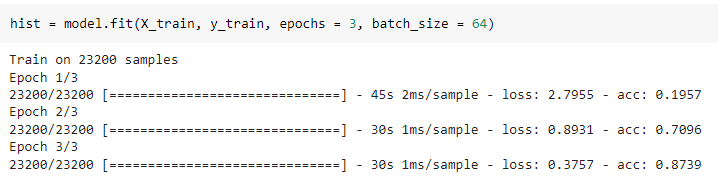 hist = model.fit(X_train, y_train, epochs = 3, batch_size = 64)
Train on 23200 samples
Epoch 1/3
23200/23200 [==============================] - 45s 2ms/sample - loss: 2.7955 - acc: 0.1957
Epoch 2/3
23200/23200 [==============================] - 30s 1ms/sample - loss: 0.8931 - acc: 0.7096
Epoch 3/3
23200/23200 [==============================] - 30s 1ms/sample - loss: 0.3757 - acc: 0.8739